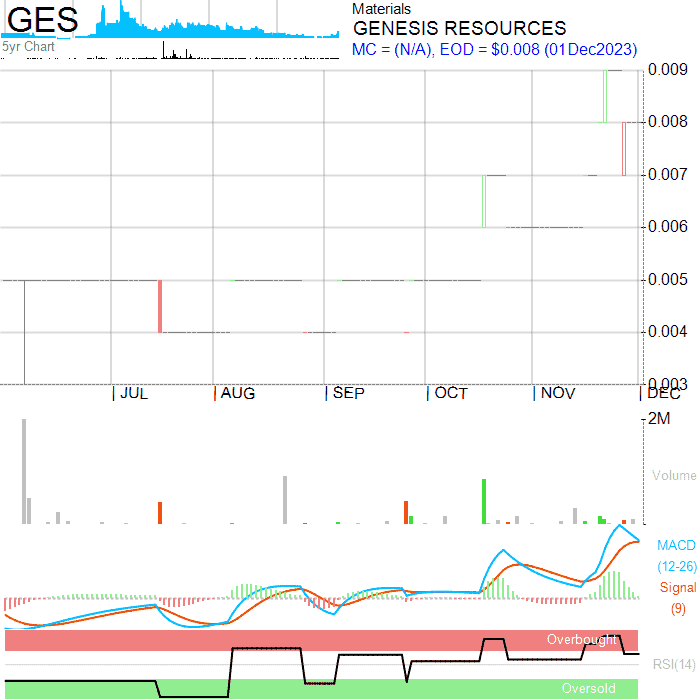 GES
5yr Chart
Materials
GENESIS RESOURCES
MC = (N/A), EOD = $0.008 (01Dec2023)
0.009
0.008
0.007
0.006
0.005
0.004
0.003
JUL
AUG
SEP
OCT
NOV
DEC
2M
Volume
MACD
(12-26)
Signal
(9)
Overbought
RSI(14)
Oversold